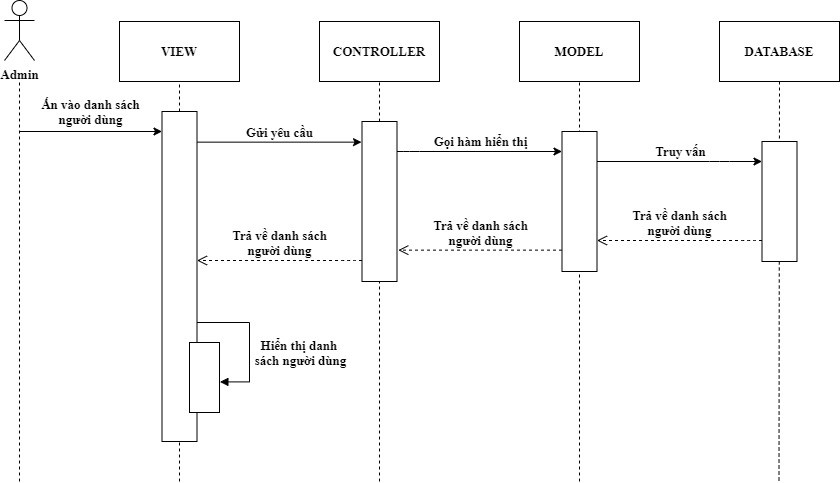 VIEW
CONTROLLER
MODEL
DATABASE
Admin
Ấn vào danh sách
người dùng
Gửi yêu cầu
Gọi hàm hiển thị
Truy vấn
Trả về danh sách
người dùng
Trả về danh sách
người dùng
Trả về danh sách
người dùng
Hiển thị danh
sách người dùng